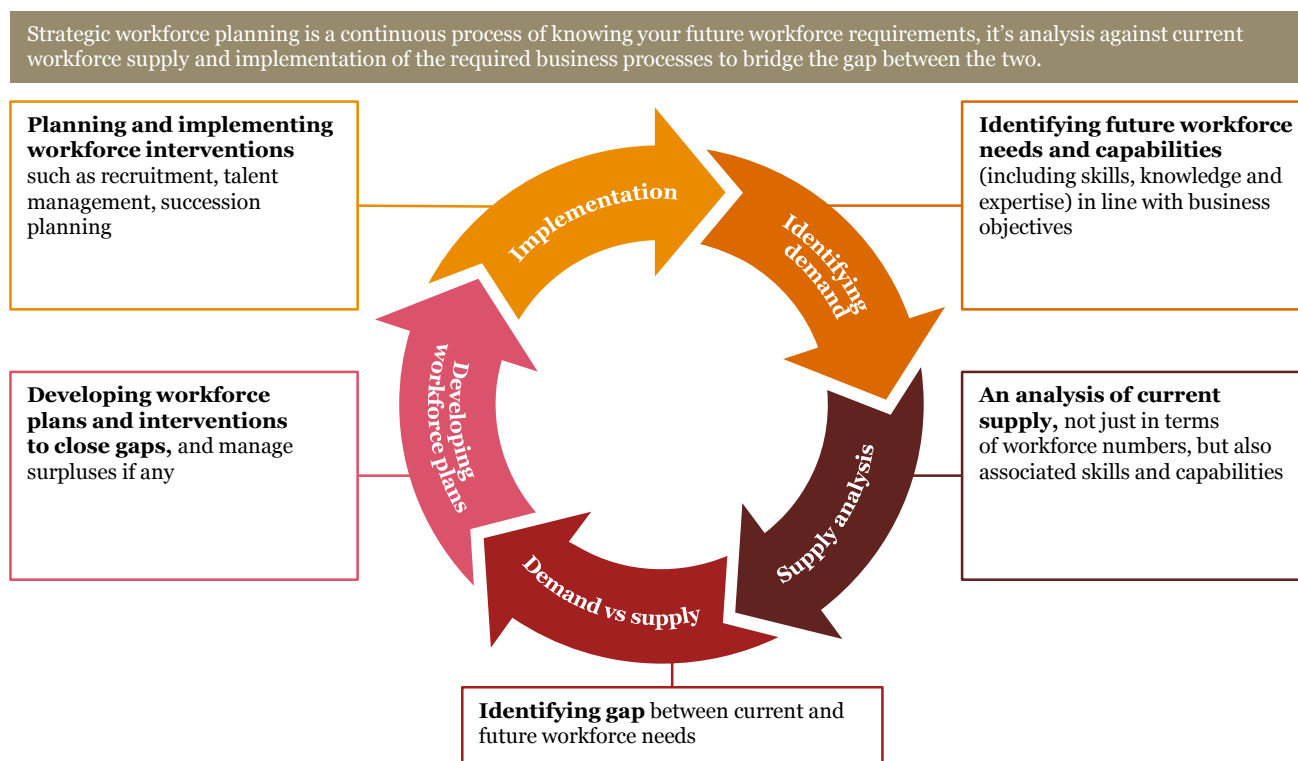 Strategic workforce planning is a continuous process of knowing your future workforce requirements, it's analysis against current
workforce supply and implementation of the required business processes to bridge the gap between the two.
Planning and implementing
workforce interventions
such as recruitment, talent
management, succession
planning
Implementation
Identifying
demand
Identifying future workforce
needs and capabilities
(including skills, knowledge and
expertise) in line with business
objectives
Developing workforce
plans and interventions
to close gaps, and manage
surpluses if any
Developing
workforce plans
Supply analysis
An analysis of current
supply, not just in terms
of workforce numbers, but also
associated skills and capabilities
Demand vs supply
Identifying gap between current and
future workforce needs